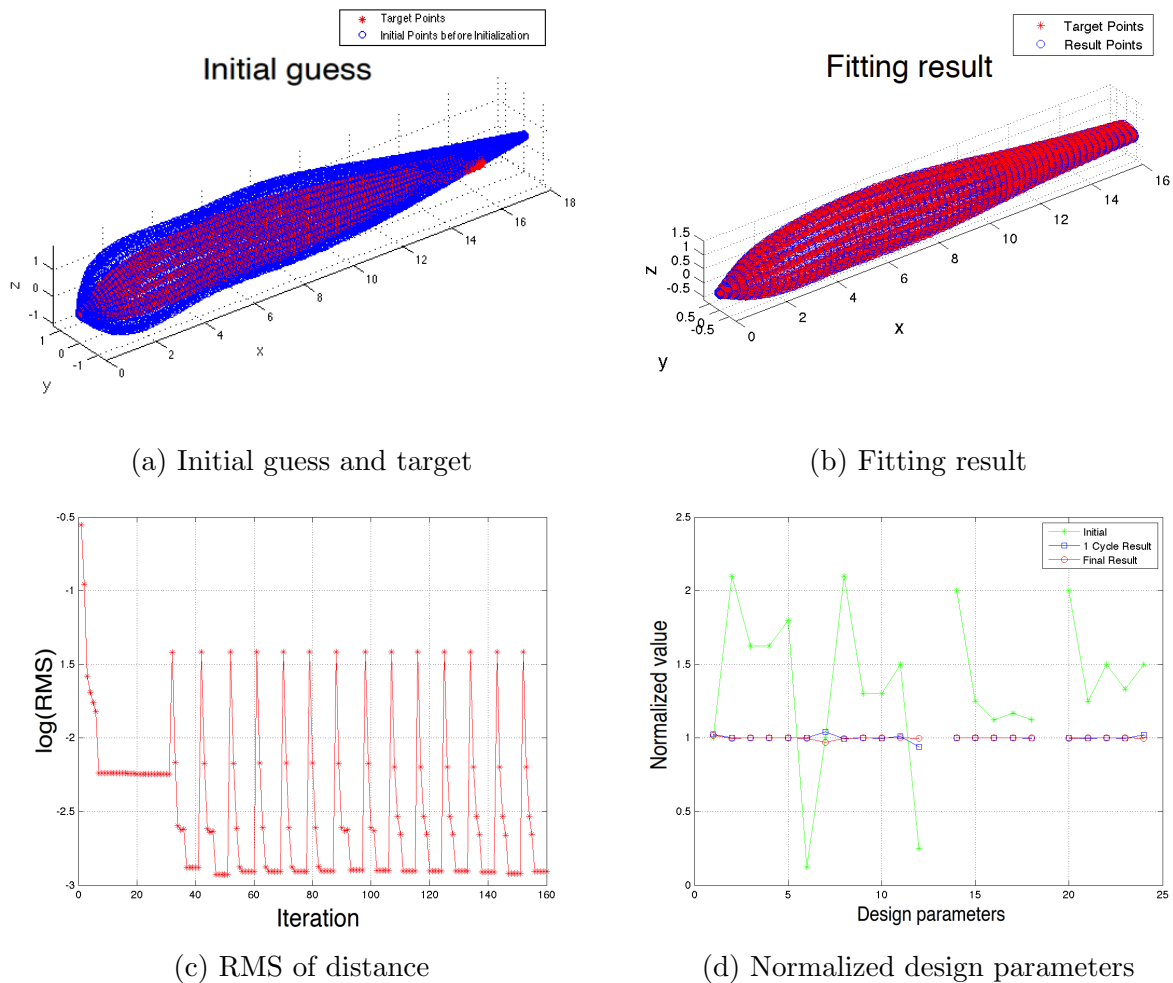 Target Points
Initial Points before Initialization
Initial guess
1
0
-1
z
1
0
-1
y
0
2
4
6
8
10
12
14
16
18
x
(a) Initial guess and target
Target Points
Result Points
Fitting result
1.5
1
0.5
0
-0.5
z
0.5
0
-0.5
y
0
2
4
6
8
10
12
14
16
x
(b) Fitting result
-0.5
-1
1.5
-2
-2.5
-3
log(RMS)
0 20 40 60 80 100 120 140 160
Iteration
(c) RMS of distance
Initial
1 Cycle Result
Final Result
2.5
2
1.5
1
0.5
0
Normalized value
0 5 10 15 20 25
Design parameters
(d) Normalized design parameters